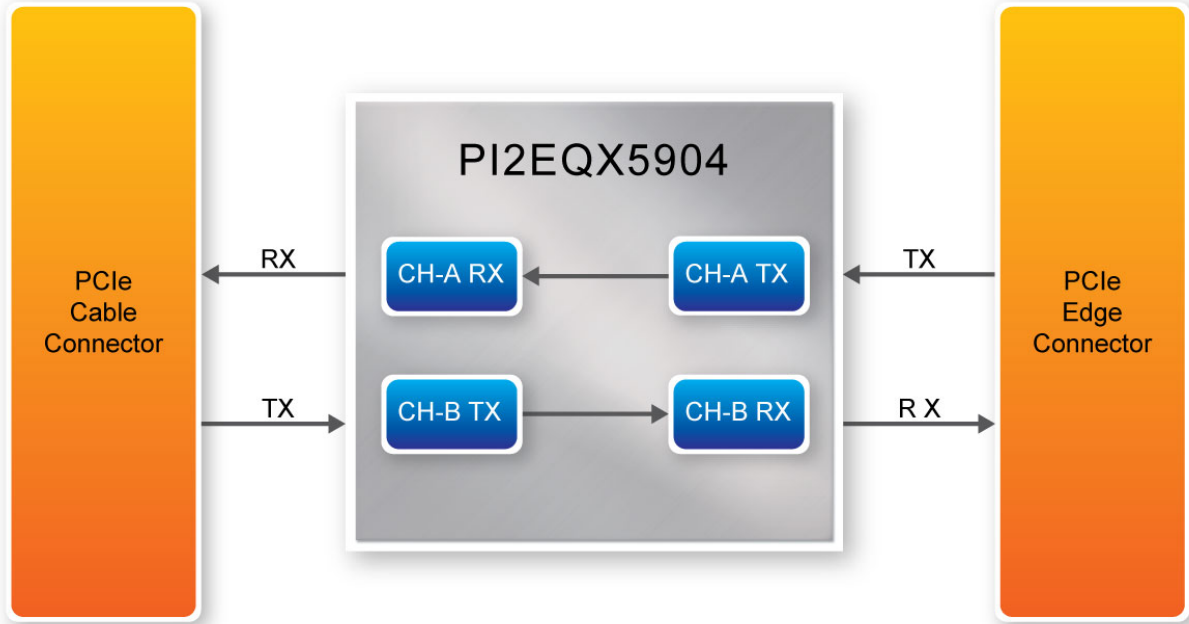 PI2EQX5904
RX
CH-A RX
CH-A TX
TX
PCIe
Cable
Connector
PCIe
Edge
Connector
TX
CH-B TX
CH-B RX
R X